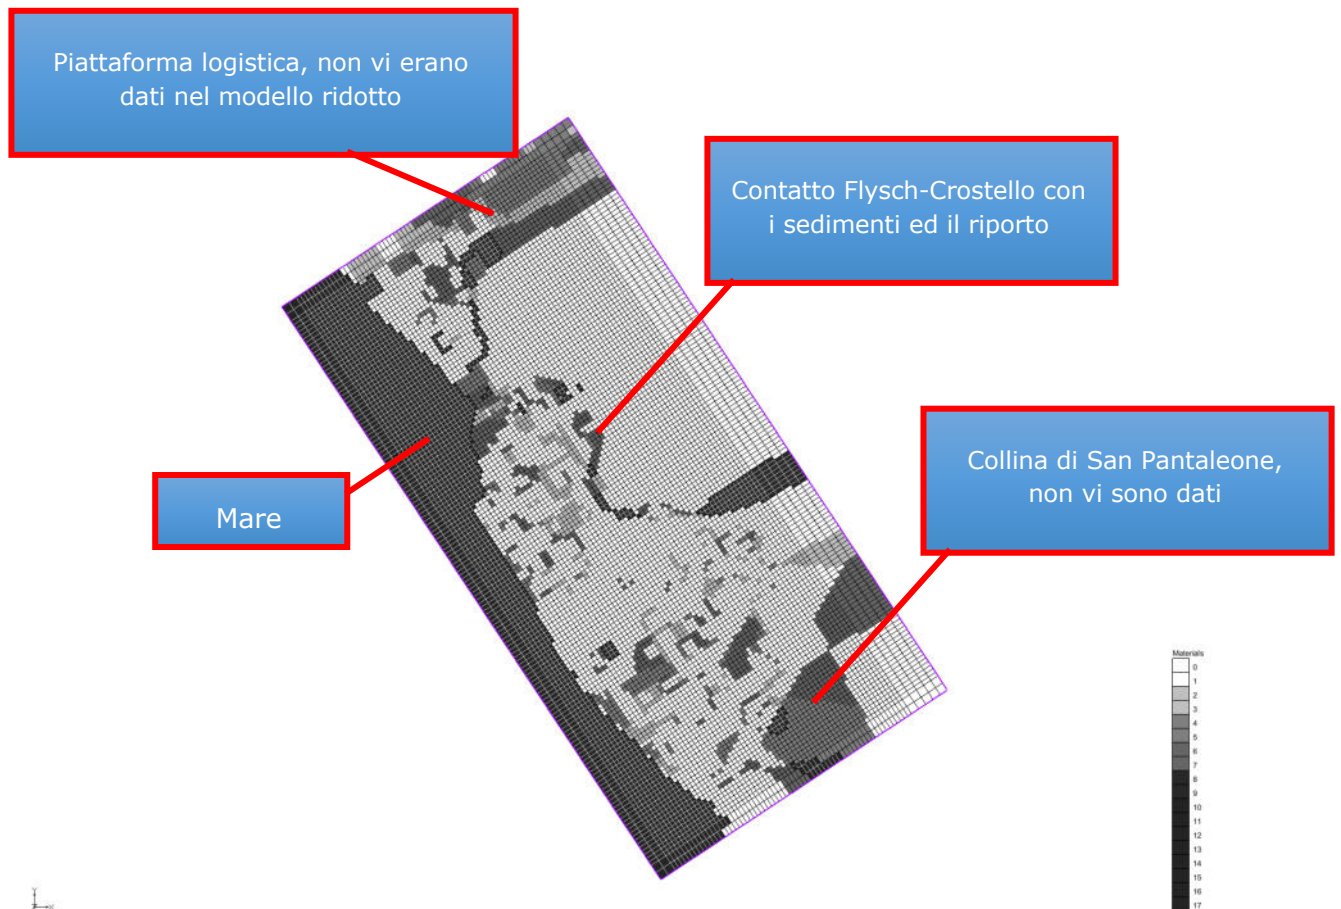 Piattaforma logistica, non vi erano
dati nel modello ridotto
Contatto Flysch-Crostello con
i sedimenti ed il riporto
Collina di San Pantaleone,
non vi sono dati
Mare
Materials
0
1
2
3
4
5
6
7
8
9
10
11
12
13
14
15
16
17
Y
Z
X